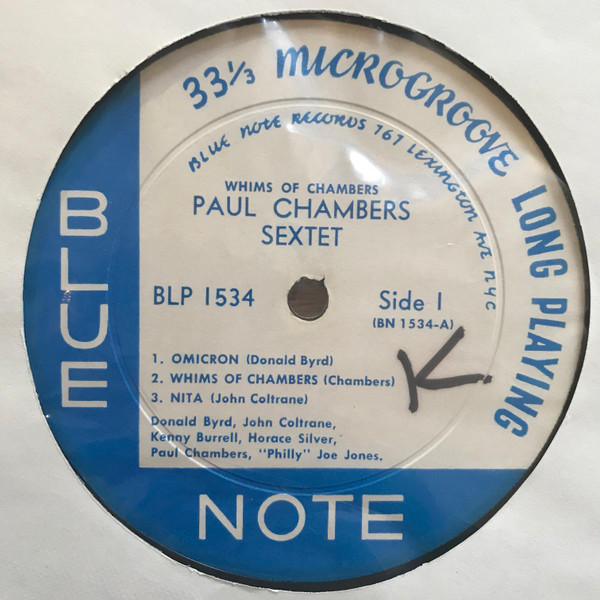 33⅓ MICROGROOVE LONG PLAYING
BLUE NOTE RECORDS 767 LEXINGTON AVE NYC
WHIMS OF CHAMBERS
PAUL CHAMBERS
SEXTET
BLP 1534
Side 1
(BN 1534-A)
1. OMICRON (Donald Byrd)
2. WHIMS OF CHAMBERS (Chambers)
3. NITA (John Coltrane)
Donald Byrd, John Coltrane,
Kenny Burrell, Horace Silver,
Paul Chambers, "Philly" Joe Jones.
K
BLUE
NOTE